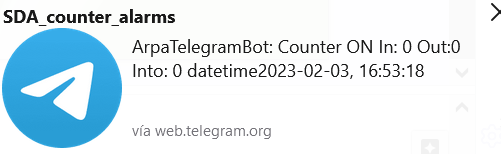 SDA_counter_alarms
ArpaTelegramBot: Counter ON In: 0 Out:0
Into: 0 datetime2023-02-03, 16:53:18
vía web.telegram.org